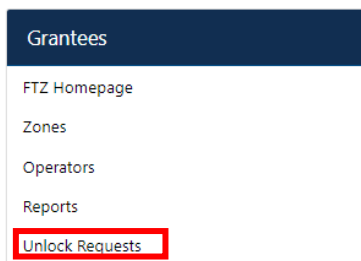 Grantees
FTZ Homepage
Zones
Operators
Reports
Unlock Requests